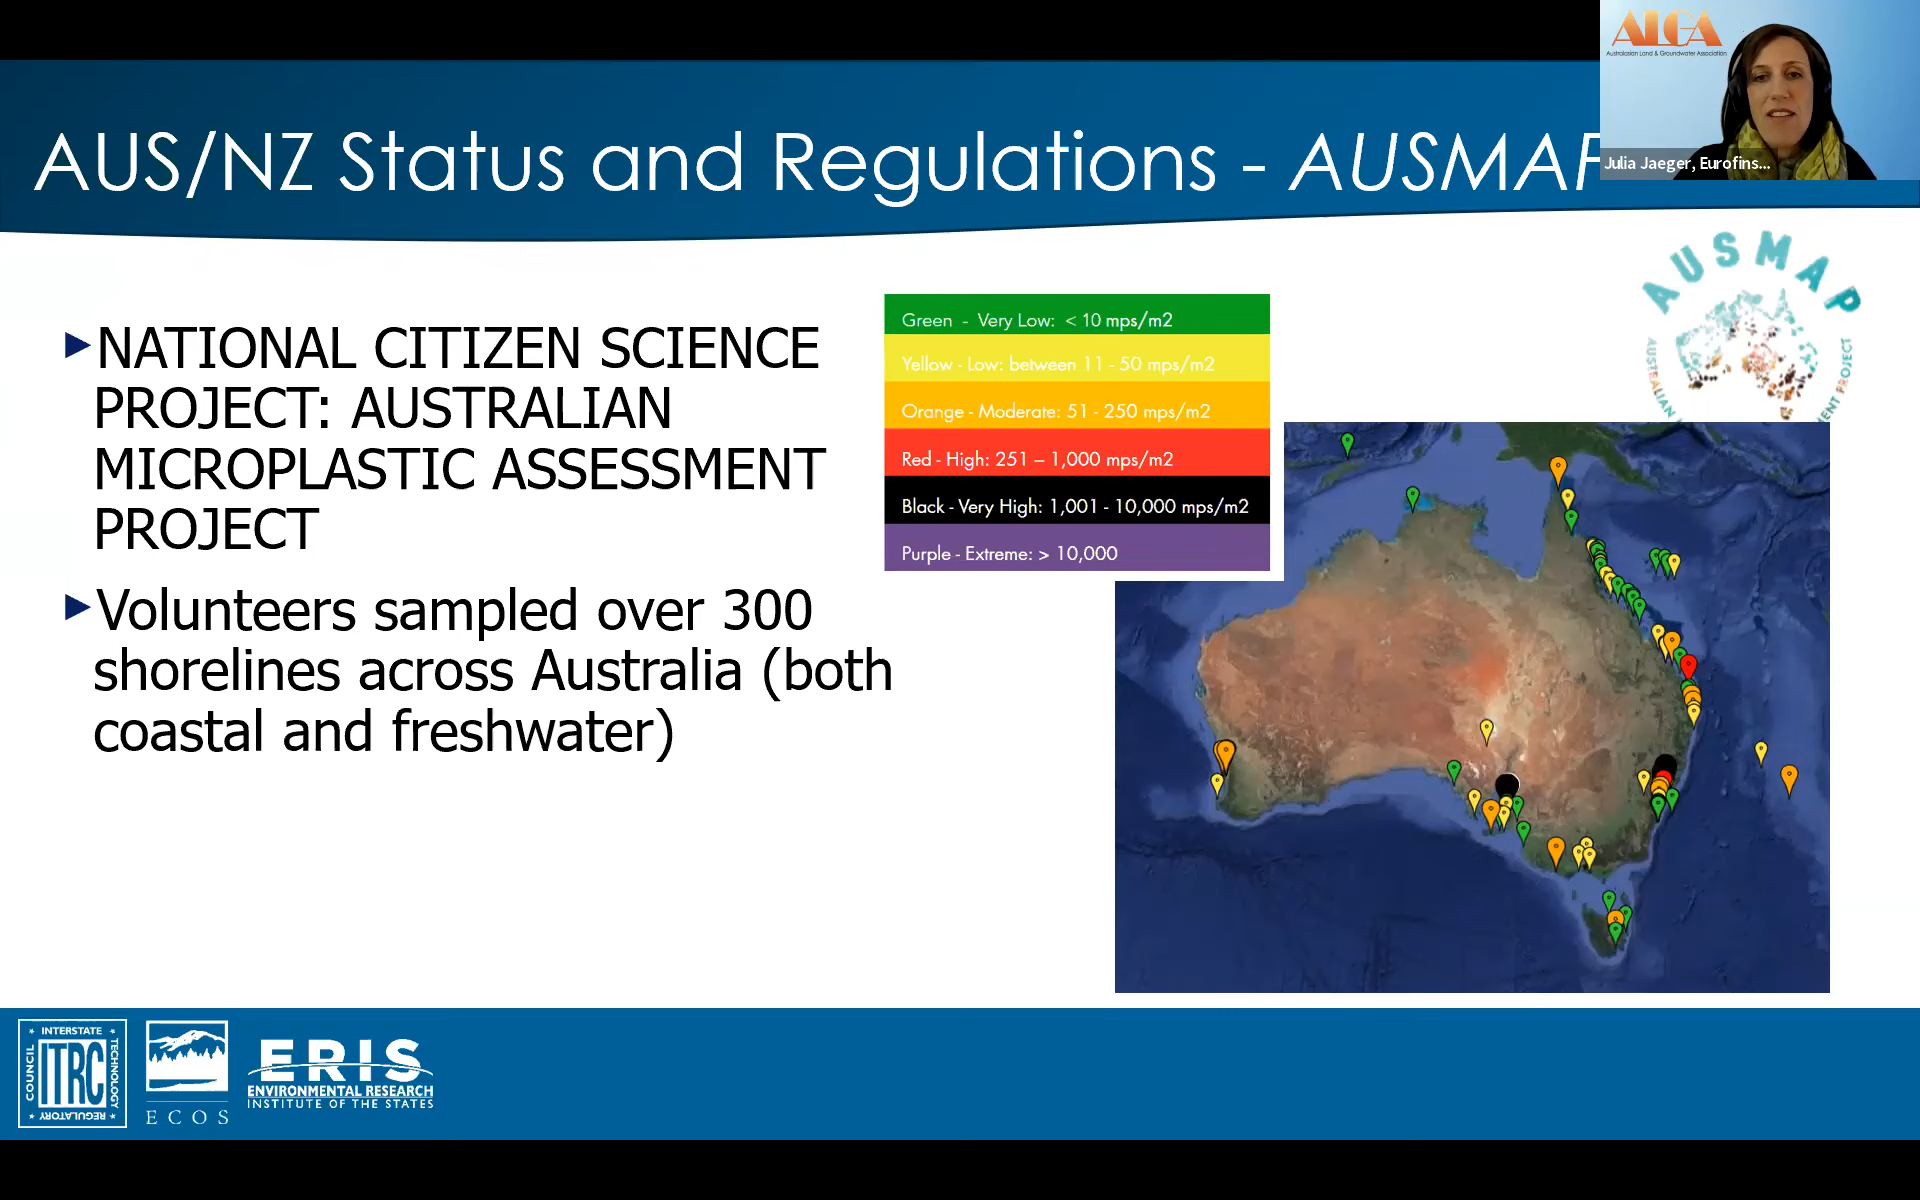 ALGA
Australasian Land & Groundwater Association
Julia Jaeger, Eurofins...
AUS/NZ Status and Regulations - AUSMAP
AUSMAP
AUSTRALIAN
PROJECT
►NATIONAL CITIZEN SCIENCE
PROJECT: AUSTRALIAN
MICROPLASTIC ASSESSMENT
PROJECT
►Volunteers sampled over 300
shorelines across Australia (both
coastal and freshwater)
Green - Very Low: < 10 mps/m2
Yellow - Low: between 11 - 50 mps/m2
Orange - Moderate: 51 - 250 mps/m2
Red - High: 251 – 1,000 mps/m2
Black - Very High: 1,001 - 10,000 mps/m2
Purple - Extreme: > 10,000
INTERSTATE
COUNCIL
ITRC
TECHNOLOGY
REGULATORY
ECOS
ERIS
ENVIRONMENTAL RESEARCH
INSTITUTE OF THE STATES